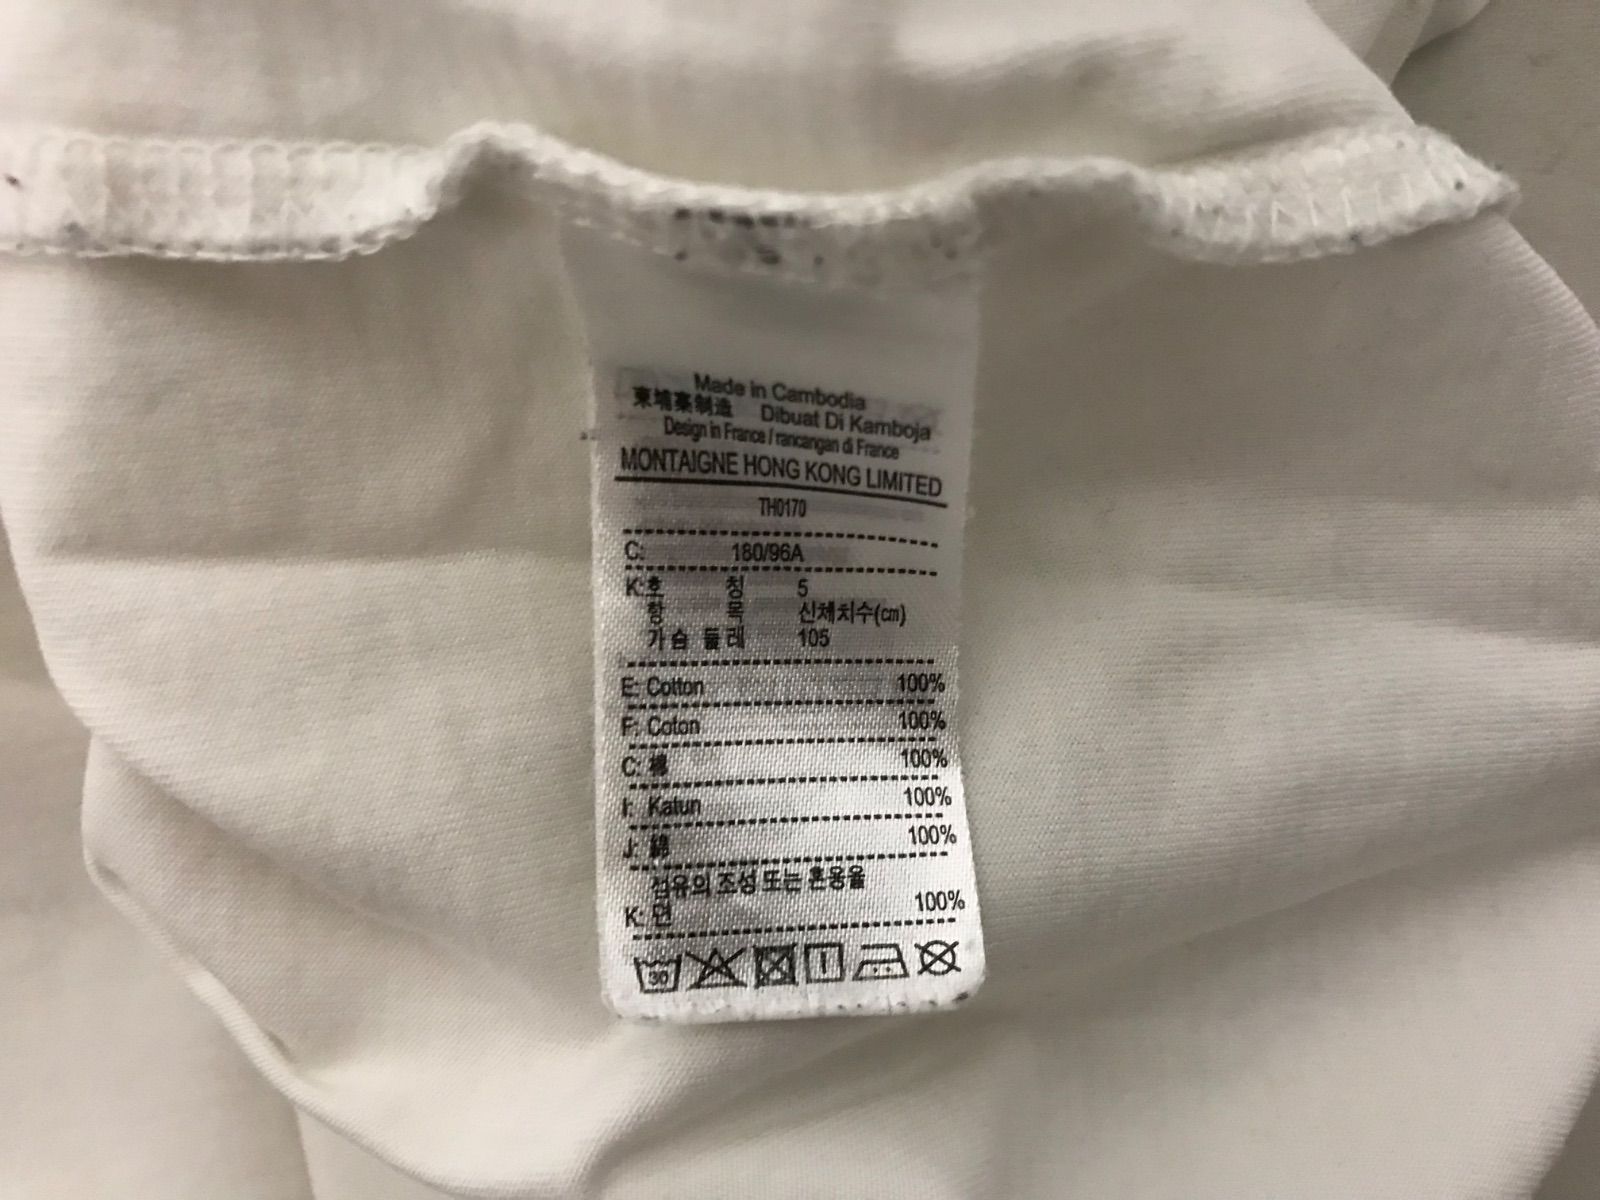 Made in Cambodia
柬埔寨制造 Dibuat Di Kamboja
Design in France / rancangan di France
MONTAIGNE HONG KONG LIMITED
TH0170
C: 180/96A
K:호 칭 5
항 목 신체치수(㎝)
가슴 둘레 105
E: Cotton 100%
F: Coton 100%
C: 棉 100%
I: Katun 100%
J: 綿 100%
섬유의 조성 또는 혼용율
K: 면 100%
30